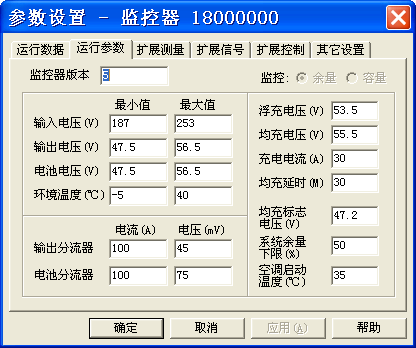 参数设置 - 监控器 18000000
运行数据 运行参数 扩展测量 扩展信号 扩展控制 其它设置
监控器版本 5 监控: 余量 容量
最小值 最大值
输入电压(V) 187 253
输出电压(V) 47.5 56.5
电池电压(V) 47.5 56.5
环境温度(℃) -5 40
电流(A) 电压(mV)
输出分流器 100 45
电池分流器 100 75
浮充电压(V) 53.5
均充电压(V) 55.5
充电电流(A) 30
均充延时(M) 30
均充标志
电压(V) 47.2
系统余量
下限(%) 50
空调启动
温度(℃) 35
确定 取消 应用(A) 帮助